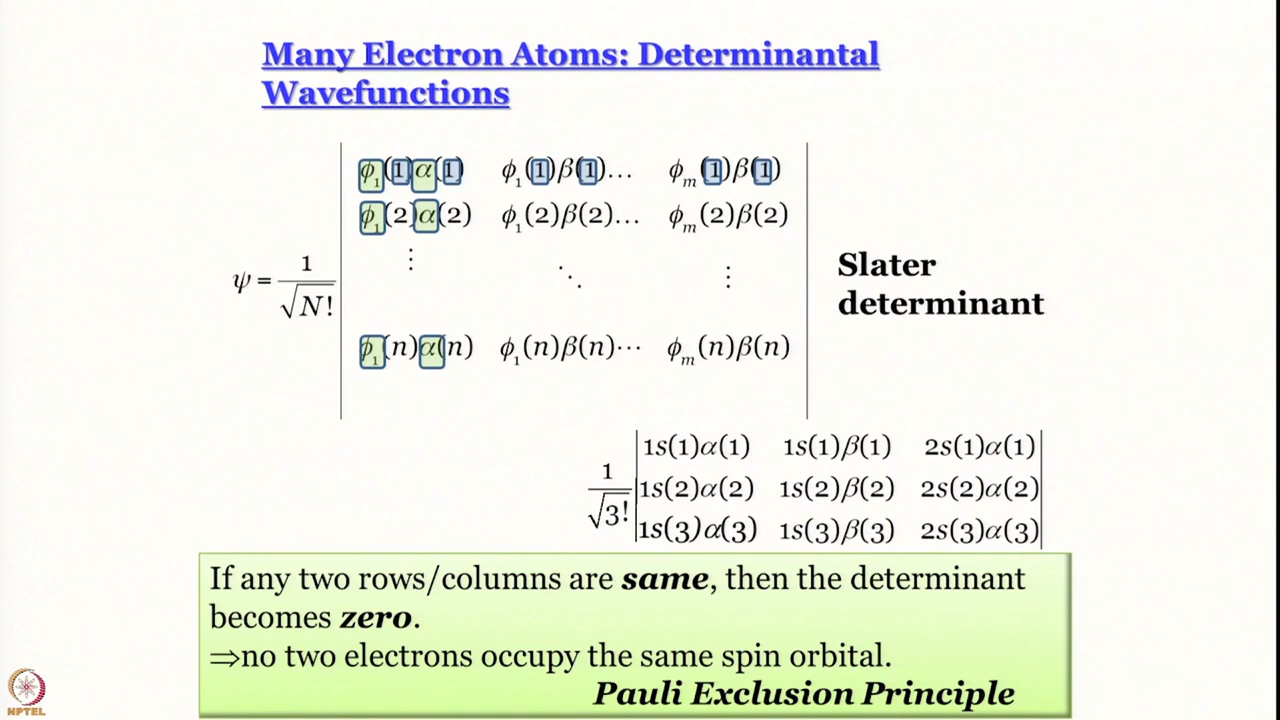 Many Electron Atoms: Determinantal
Wavefunctions
ϕ₁(1)α(1) ϕ₁(1)β(1)… ϕₘ(1)β(1)
ϕ₁(2)α(2) ϕ₁(2)β(2)… ϕₘ(2)β(2)
⋮ ⋱ ⋮
ψ = 1/√N!
ϕ₁(n)α(n) ϕ₁(n)β(n)⋯ ϕₘ(n)β(n)
Slater
determinant
1s(1)α(1) 1s(1)β(1) 2s(1)α(1)
1/√3! 1s(2)α(2) 1s(2)β(2) 2s(2)α(2)
1s(3)α(3) 1s(3)β(3) 2s(3)α(3)
If any two rows/columns are same, then the determinant
becomes zero.
⇒no two electrons occupy the same spin orbital.
Pauli Exclusion Principle
NPTEL